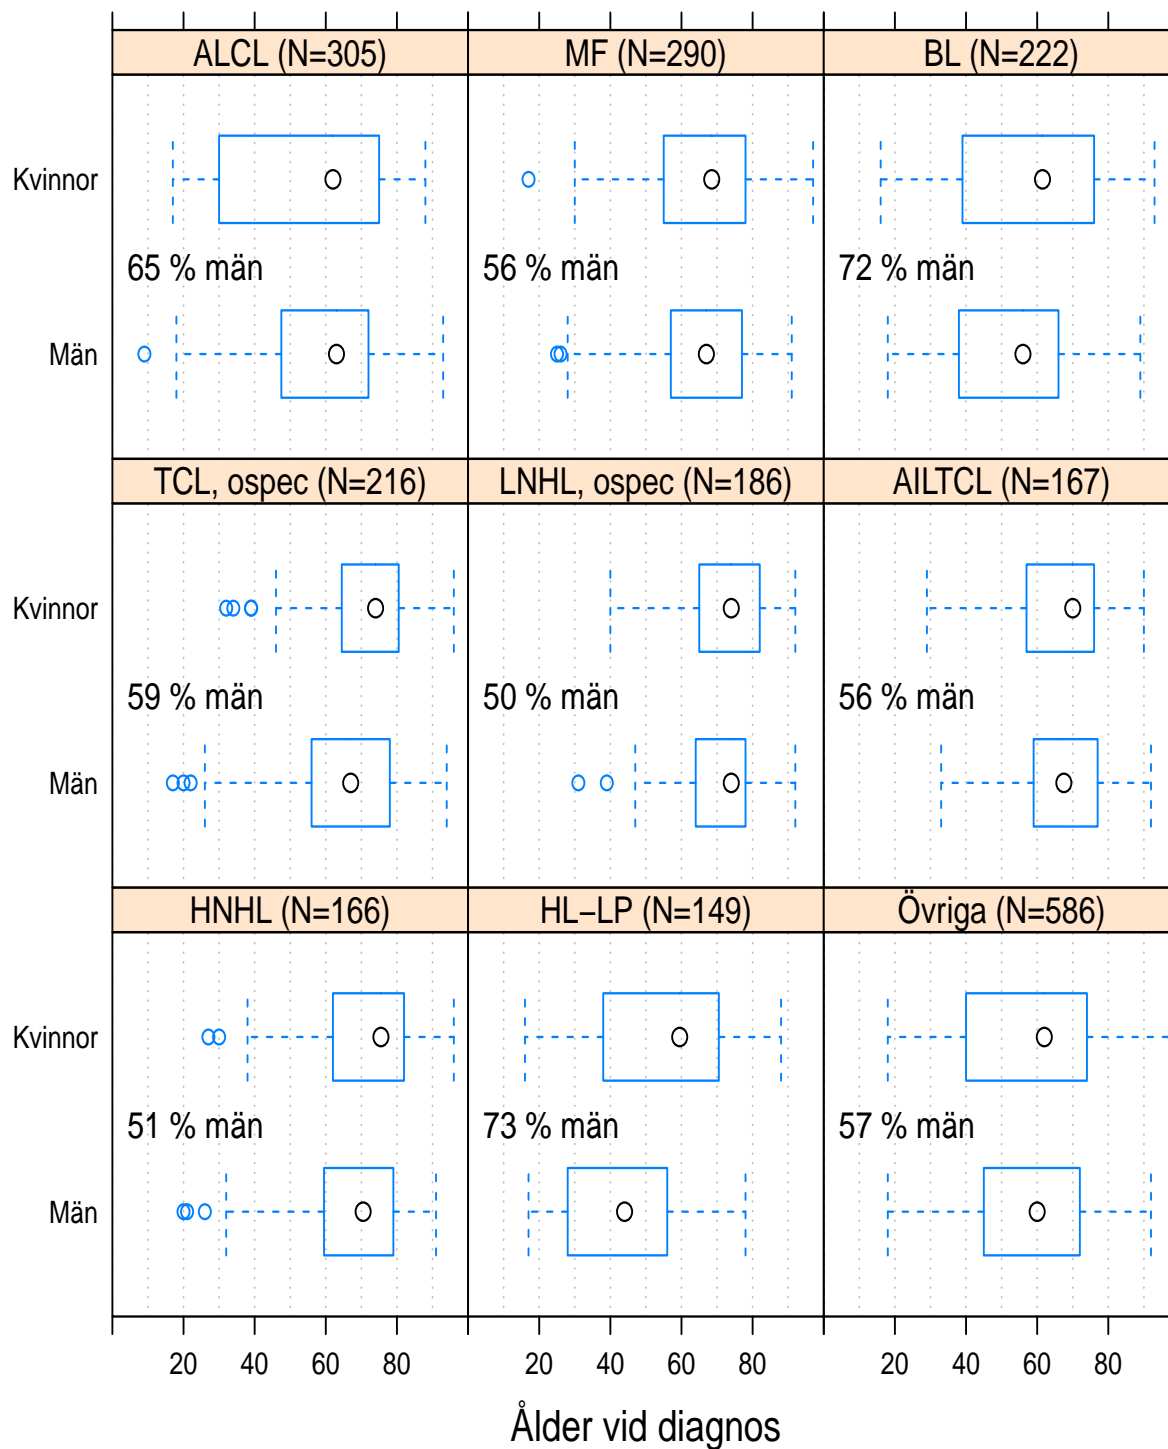 ALCL (N=305)
MF (N=290)
BL (N=222)
Kvinnor
65 % män
56 % män
72 % män
Män
TCL, ospec (N=216)
LNHL, ospec (N=186)
AILTCL (N=167)
Kvinnor
59 % män
50 % män
56 % män
Män
HNHL (N=166)
HL−LP (N=149)
Övriga (N=586)
Kvinnor
51 % män
73 % män
57 % män
Män
20 40 60 80
20 40 60 80
20 40 60 80
Ålder vid diagnos